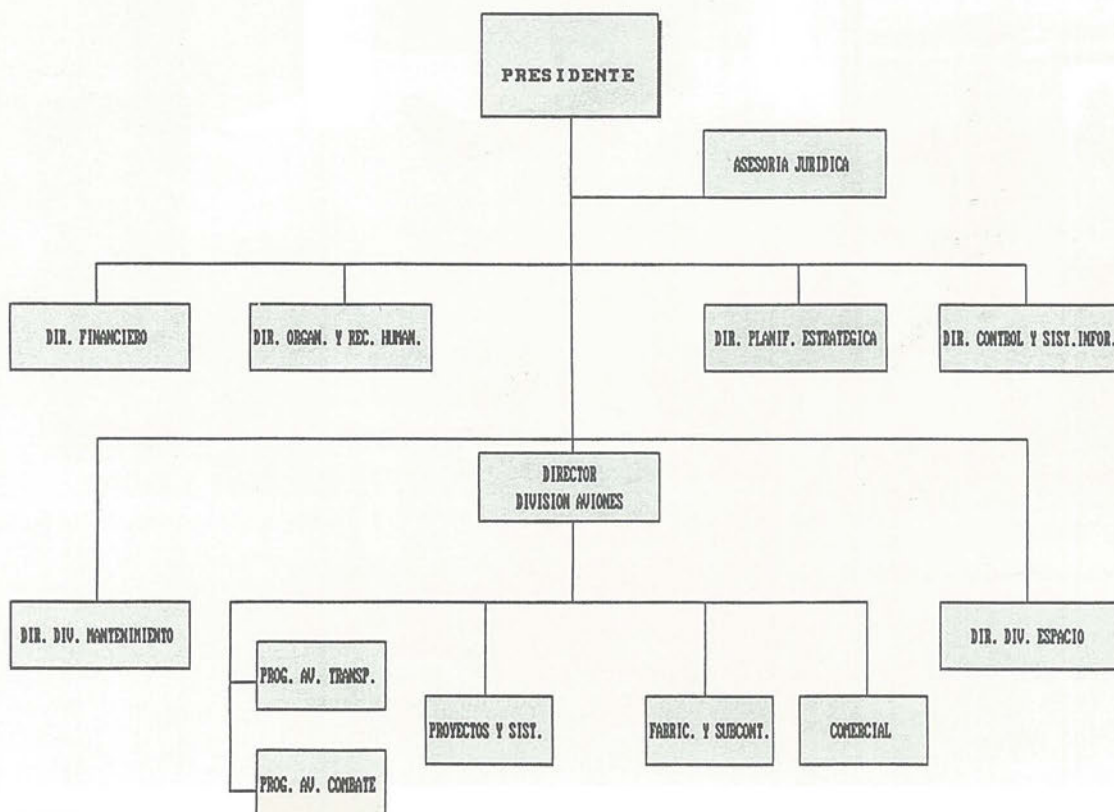 PRESIDENTE
ASESORIA JURIDICA
DIR. FINANCIERO
DIR. ORGAN. Y REC. HUMAN.
DIR. PLANIF. ESTRATEGICA
DIR. CONTROL Y SIST.INFOR.
DIRECTOR
DIVISION AVIONES
DIR. DIV. MANTENIMIENTO
DIR. DIV. ESPACIO
PROG. AV. TRANSP.
PROYECTOS Y SIST.
FABRIC. Y SUBCONT.
COMERCIAL
PROG. AV. COMBATE